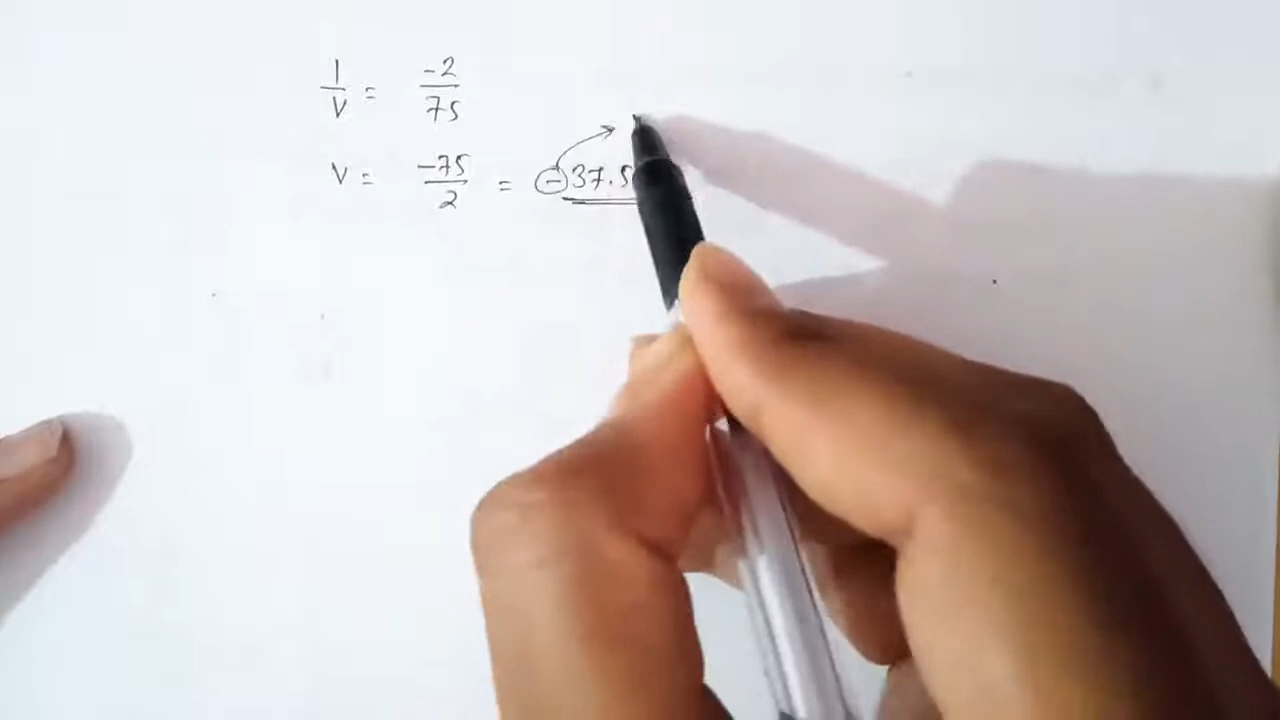 1/V = -2/75
V = -75/2 = -37.5